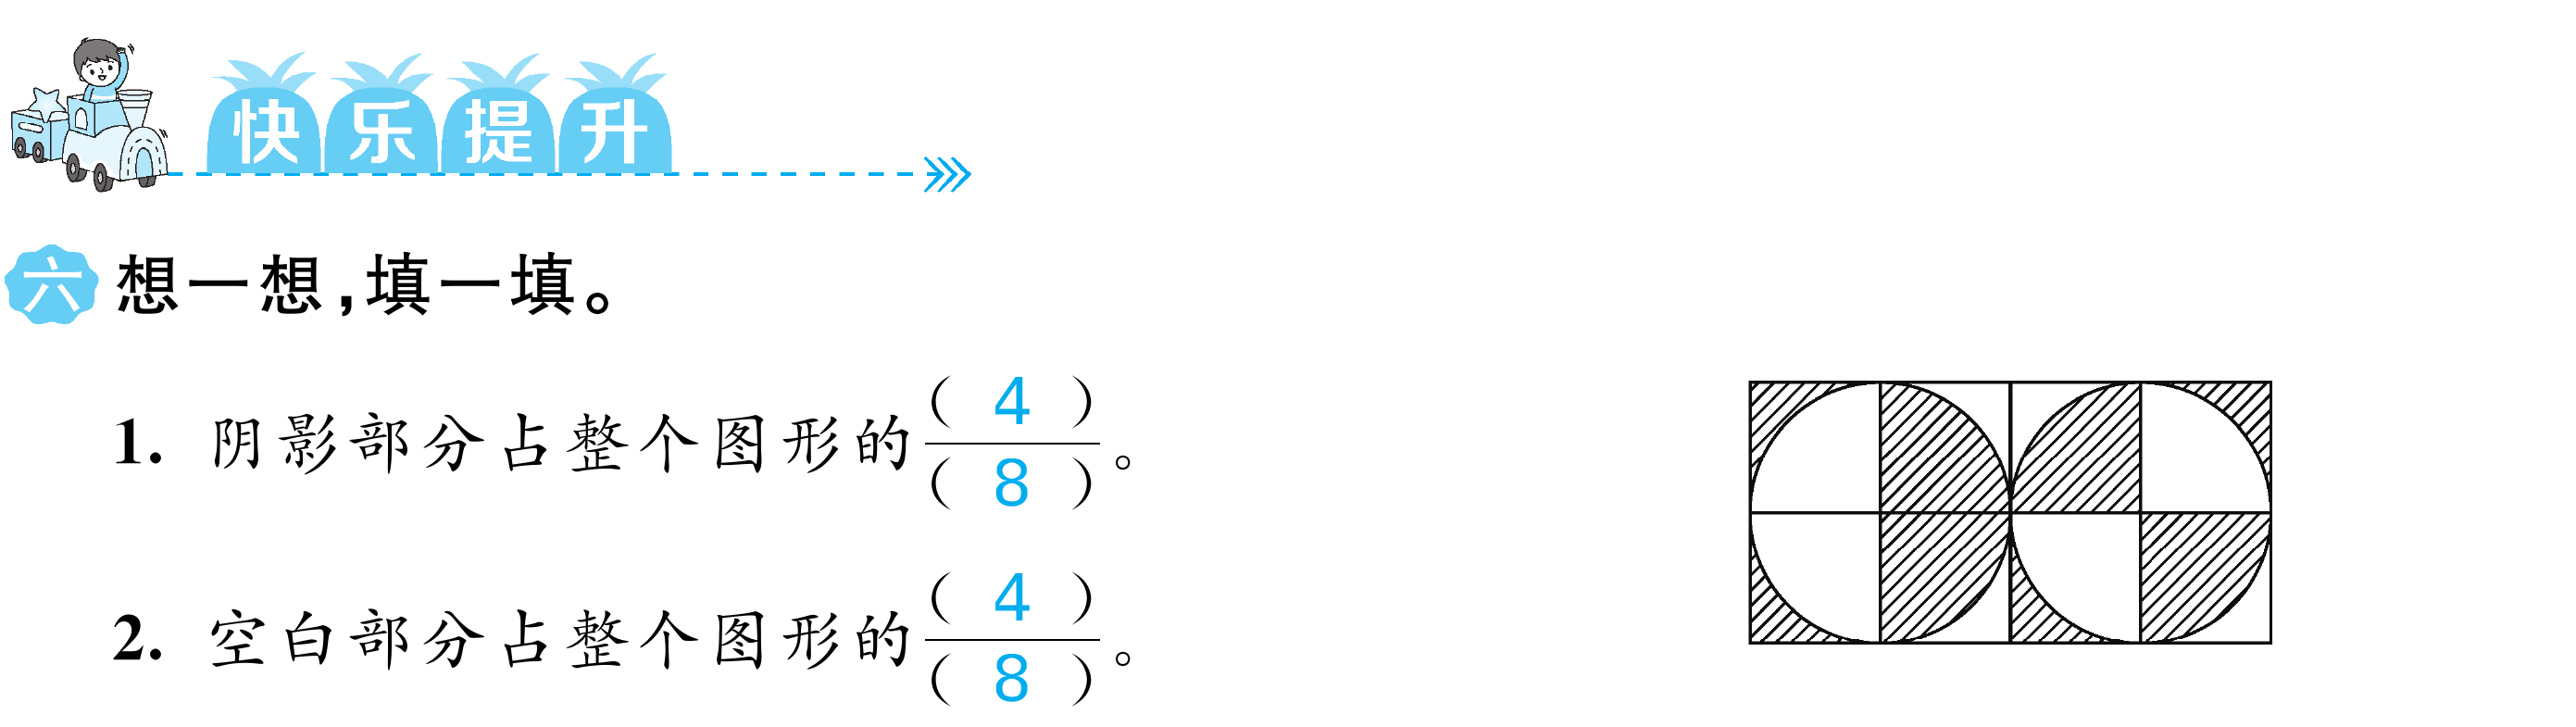 快乐提升
六 想一想,填一填。
1. 阴影部分占整个图形的( 4 )/( 8 )。
2. 空白部分占整个图形的( 4 )/( 8 )。